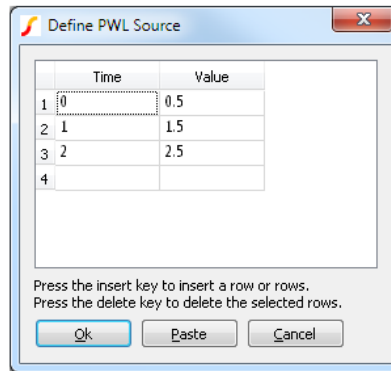 Define PWL Source
Time Value
1 0 0.5
2 1 1.5
3 2 2.5
4
Press the insert key to insert a row or rows.
Press the delete key to delete the selected rows.
Ok Paste Cancel